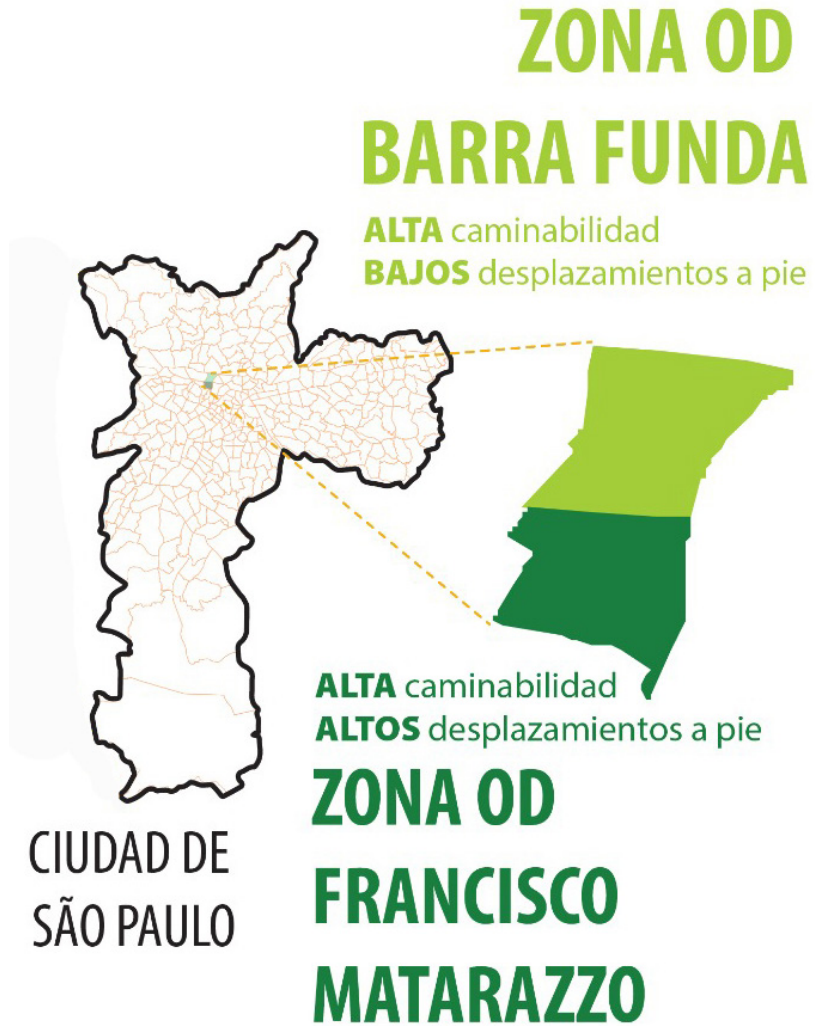 ZONA OD
BARRA FUNDA
ALTA caminabilidad
BAJOS desplazamientos a pie
ALTA caminabilidad
ALTOS desplazamientos a pie
ZONA OD
FRANCISCO
MATARAZZO
CIUDAD DE
SÃO PAULO